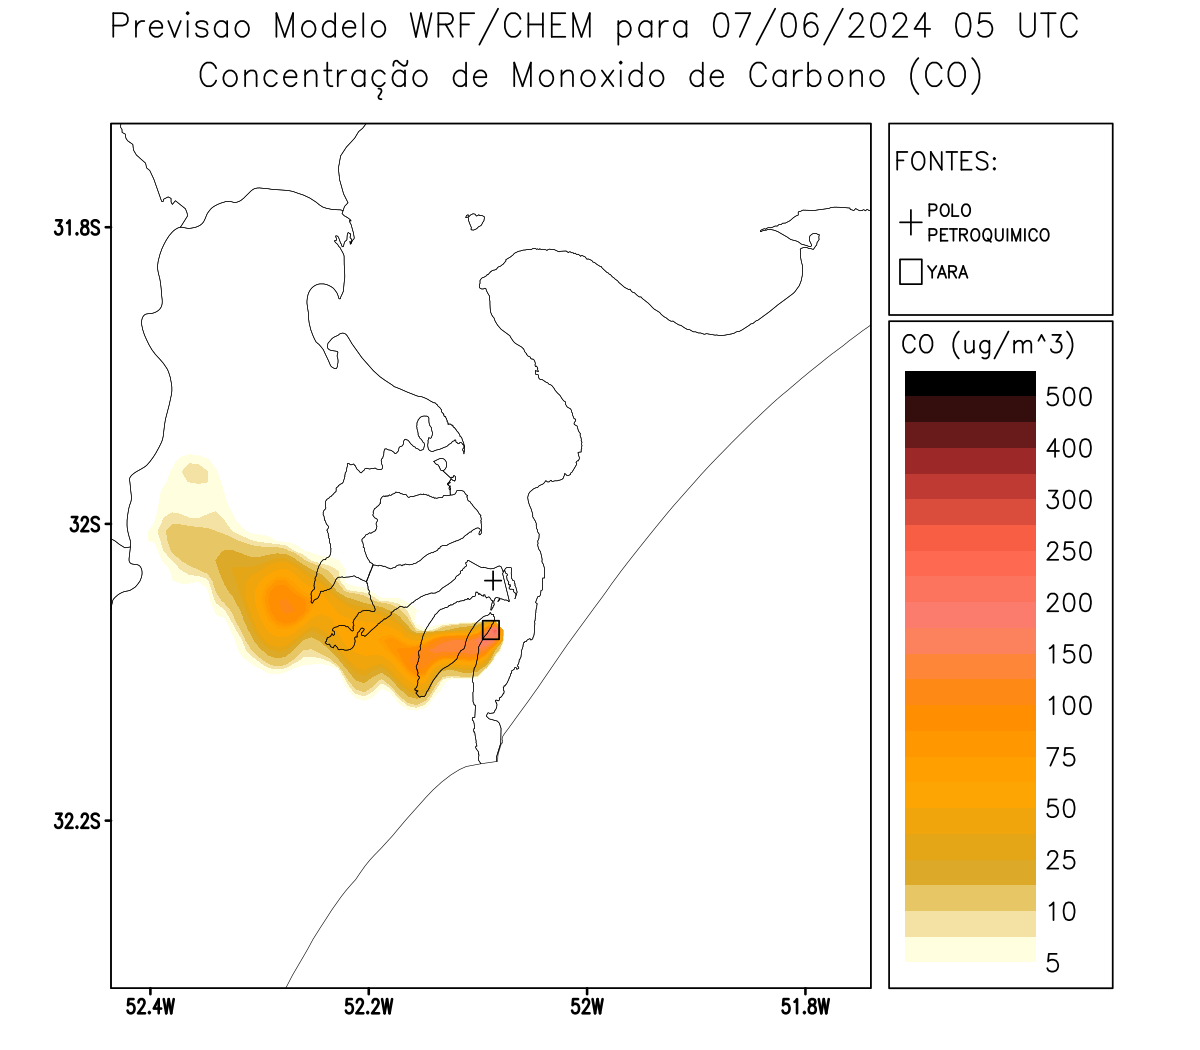 Previsao Modelo WRF/CHEM para 07/06/2024 05 UTC
Concentração de Monoxido de Carbono (CO)
FONTES:
POLO
PETROQUIMICO
YARA
CO (ug/m^3)
500
400
300
250
200
150
100
75
50
25
10
5
31.8S
32S
32.2S
52.4W
52.2W
52W
51.8W